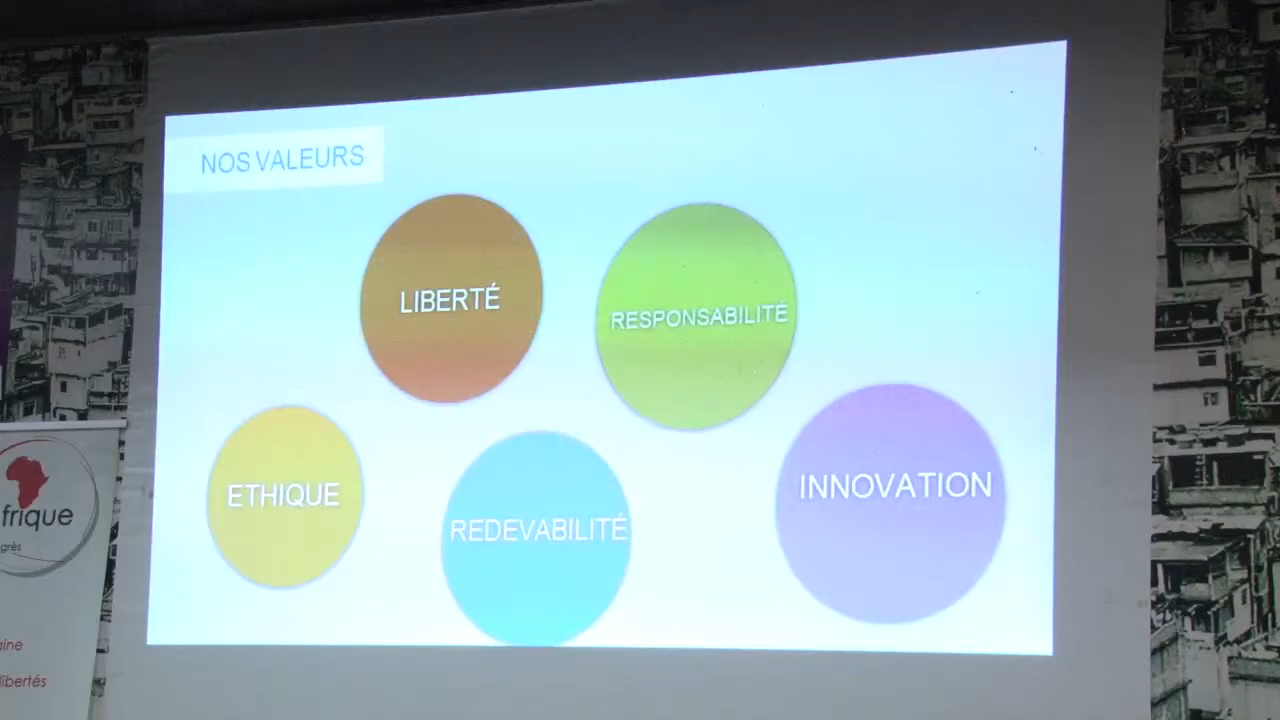 NOS VALEURS
LIBERTÉ
RESPONSABILITÉ
ETHIQUE
REDEVABILITÉ
INNOVATION
frique
grès
aine
libertés